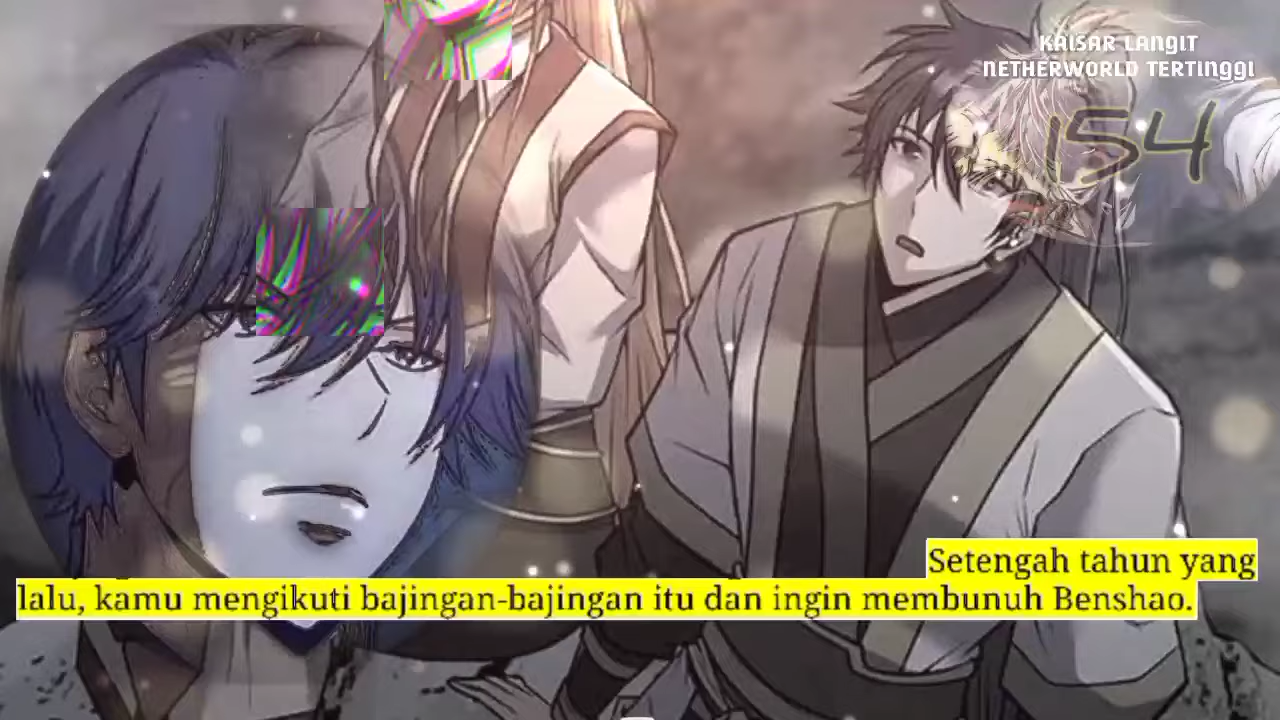 KAISAR LANGIT
NETHERWORLD TERTINGGI
154
Setengah tahun yang
lalu, kamu mengikuti bajingan-bajingan itu dan ingin membunuh Benshao.